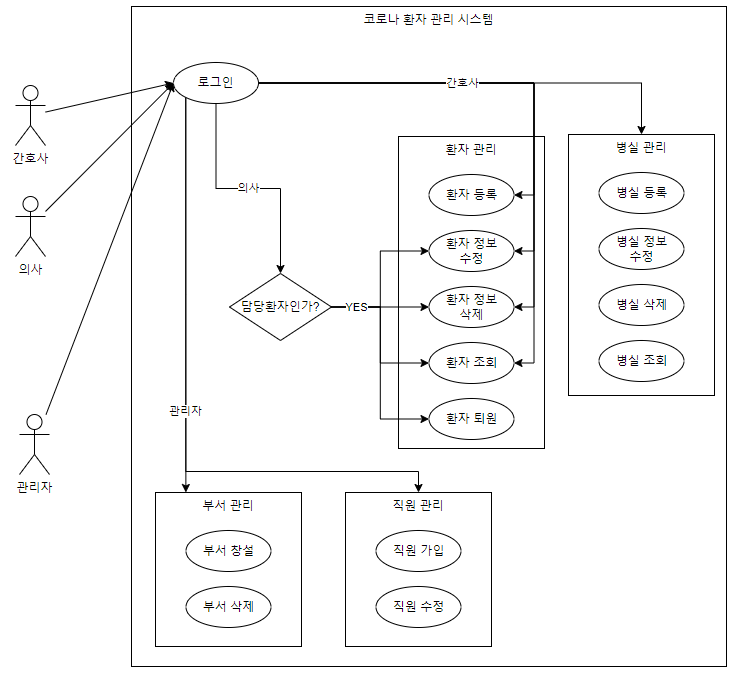 코로나 환자 관리 시스템
로그인
간호사
간호사
의사
관리자
의사
담당환자인가?
YES
관리자
환자 관리
환자 등록
환자 정보
수정
환자 정보
삭제
환자 조회
환자 퇴원
병실 관리
병실 등록
병실 정보
수정
병실 삭제
병실 조회
부서 관리
부서 창설
부서 삭제
직원 관리
직원 가입
직원 수정